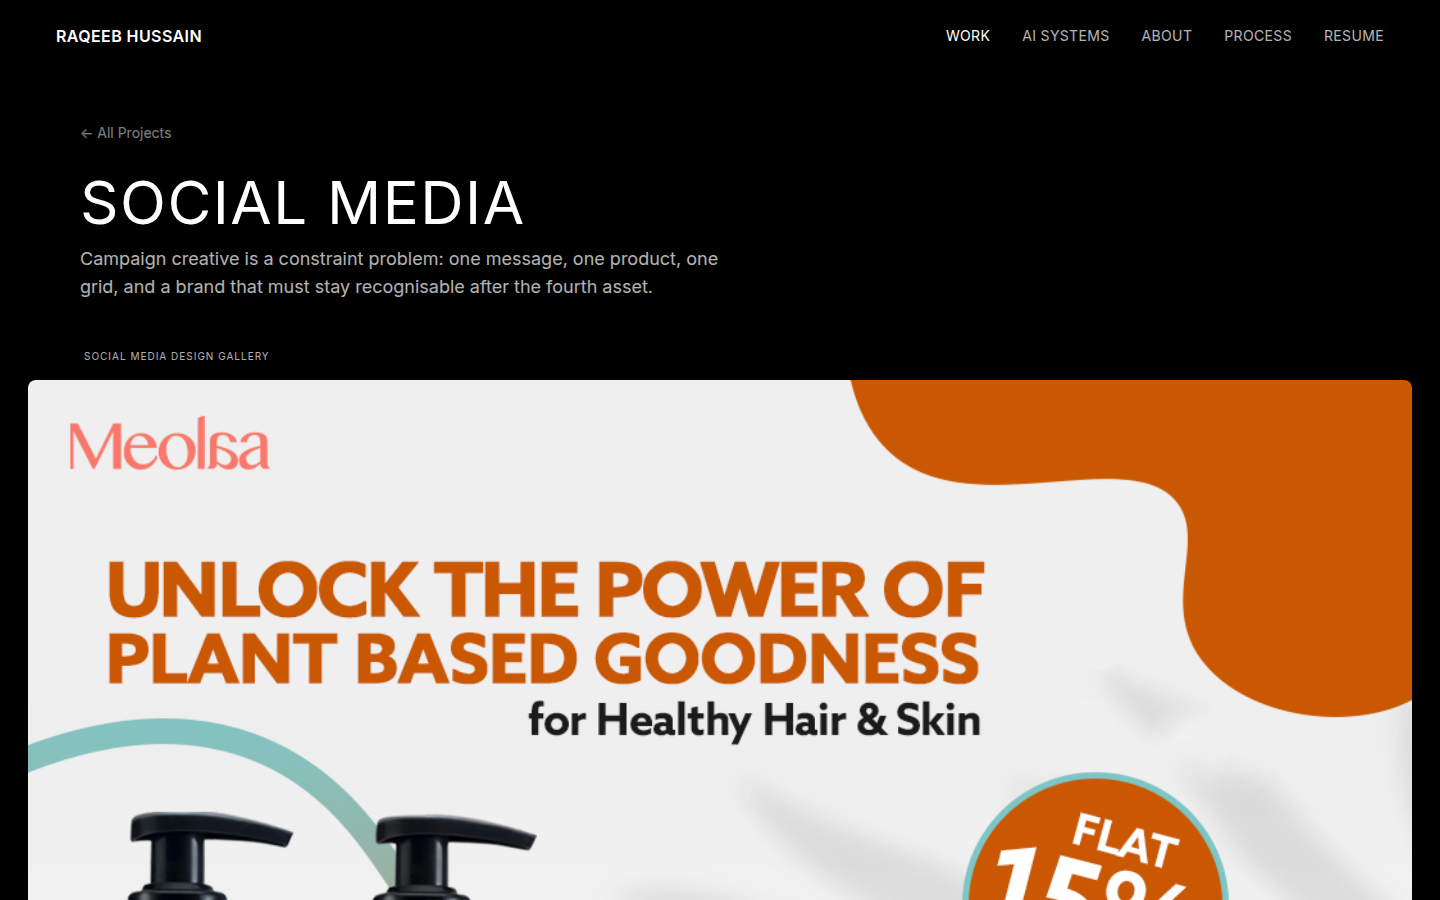 RAQEEB HUSSAIN
WORK
AI SYSTEMS
ABOUT
PROCESS
RESUME
← All Projects
SOCIAL MEDIA
Campaign creative is a constraint problem: one message, one product, one
grid, and a brand that must stay recognisable after the fourth asset.
SOCIAL MEDIA DESIGN GALLERY
Meolaa
UNLOCK THE POWER OF
PLANT BASED GOODNESS
for Healthy Hair & Skin
FLAT
15%